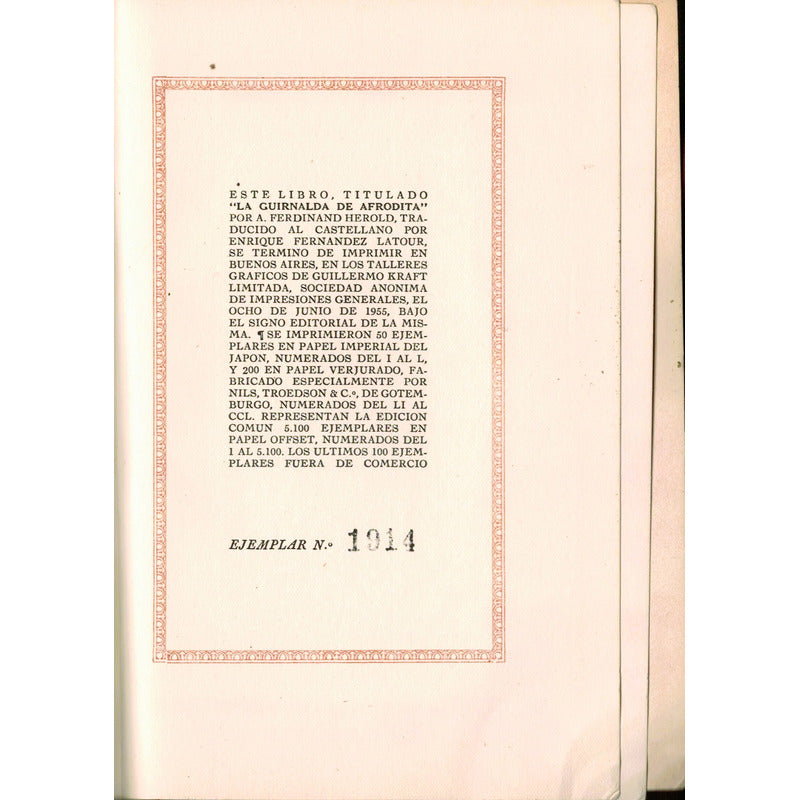 ESTE LIBRO, TITULADO
"LA GUIRNALDA DE AFRODITA"
POR A. FERDINAND HEROLD, TRA-
DUCIDO AL CASTELLANO POR
ENRIQUE FERNANDEZ LATOUR,
SE TERMINO DE IMPRIMIR EN
BUENOS AIRES, EN LOS TALLERES
GRAFICOS DE GUILLERMO KRAFT
LIMITADA, SOCIEDAD ANONIMA
DE IMPRESIONES GENERALES, EL
OCHO DE JUNIO DE 1955, BAJO
EL SIGNO EDITORIAL DE LA MIS-
MA. ¶ SE IMPRIMIERON 50 EJEM-
PLARES EN PAPEL IMPERIAL DEL
JAPON, NUMERADOS DEL I AL L,
Y 200 EN PAPEL VERJURADO, FA-
BRICADO ESPECIALMENTE POR
NILS, TROEDSON & C.º, DE GOTEM-
BURGO, NUMERADOS DEL LI AL
CCL. REPRESENTAN LA EDICION
COMUN 5.100 EJEMPLARES EN
PAPEL OFFSET, NUMERADOS DEL
1 AL 5.100. LOS ULTIMOS 100 EJEM-
PLARES FUERA DE COMERCIO
EJEMPLAR N.º 1914